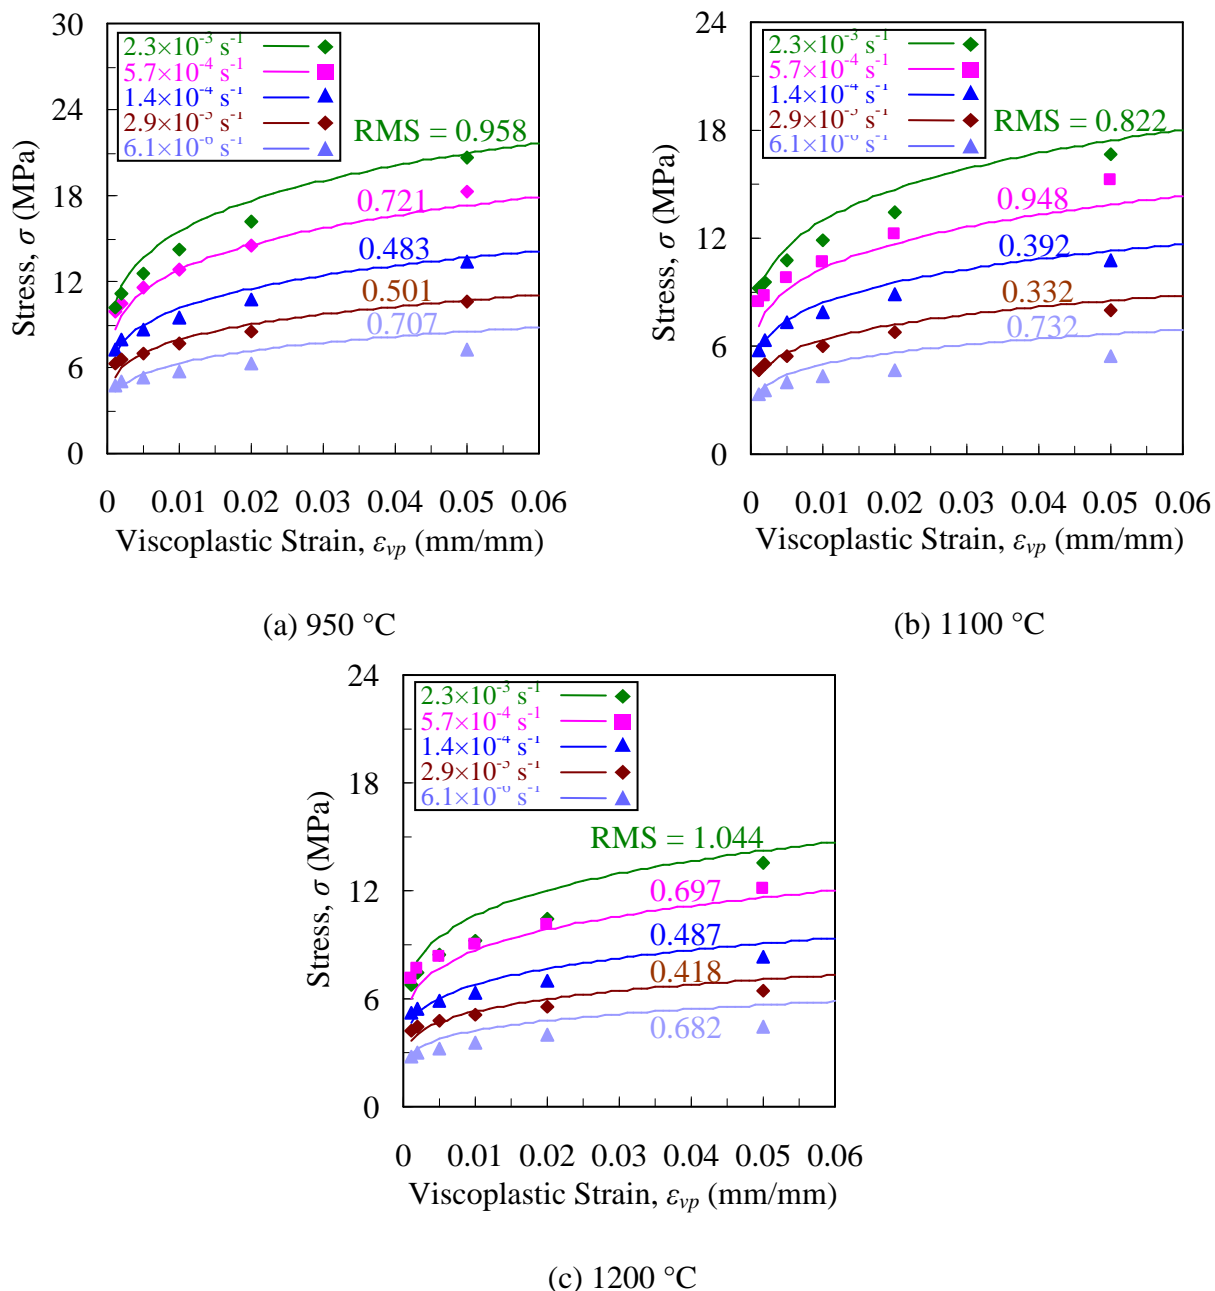 30
24
18
12
6
0
Stress, σ (MPa)
2.3×10⁻³ s⁻¹
5.7×10⁻⁴ s⁻¹
1.4×10⁻⁴ s⁻¹
2.9×10⁻⁵ s⁻¹
6.1×10⁻⁶ s⁻¹
RMS = 0.958
0.721
0.483
0.501
0.707
0 0.01 0.02 0.03 0.04 0.05 0.06
Viscoplastic Strain, εvp (mm/mm)
(a) 950 °C
24
18
12
6
0
Stress, σ (MPa)
2.3×10⁻³ s⁻¹
5.7×10⁻⁴ s⁻¹
1.4×10⁻⁴ s⁻¹
2.9×10⁻⁵ s⁻¹
6.1×10⁻⁶ s⁻¹
RMS = 0.822
0.948
0.392
0.332
0.732
0 0.01 0.02 0.03 0.04 0.05 0.06
Viscoplastic Strain, εvp (mm/mm)
(b) 1100 °C
24
18
12
6
0
Stress, σ (MPa)
2.3×10⁻³ s⁻¹
5.7×10⁻⁴ s⁻¹
1.4×10⁻⁴ s⁻¹
2.9×10⁻⁵ s⁻¹
6.1×10⁻⁶ s⁻¹
RMS = 1.044
0.697
0.487
0.418
0.682
0 0.01 0.02 0.03 0.04 0.05 0.06
Viscoplastic Strain, εvp (mm/mm)
(c) 1200 °C